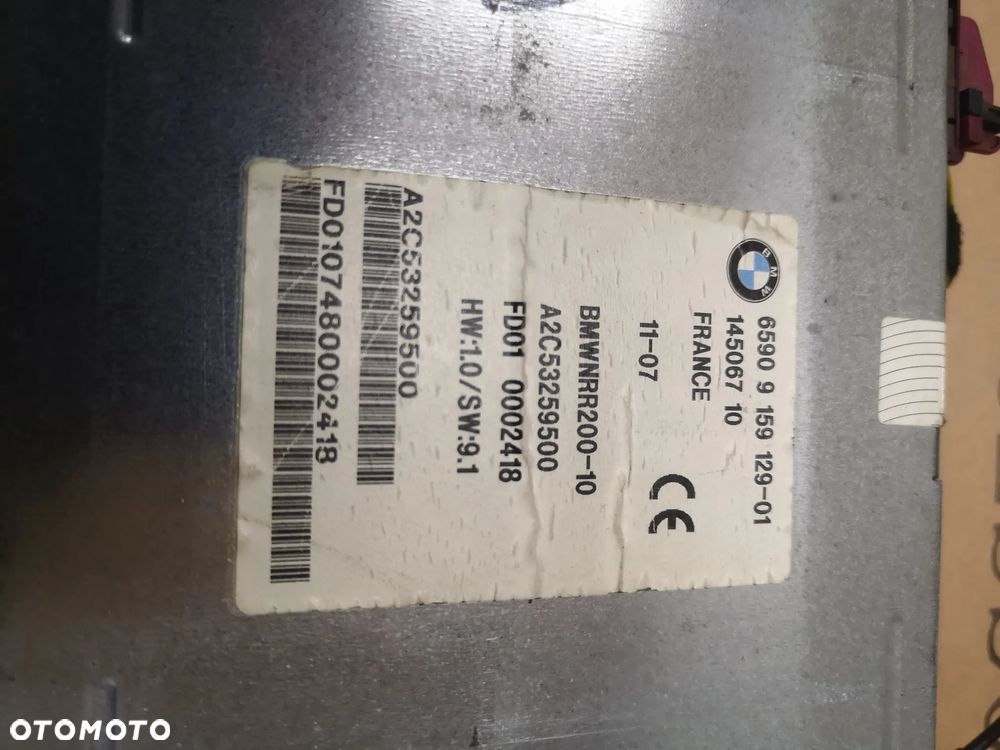 BMW
6590 9 159 129-01
145067 10
FRANCE
11-07
CE
BMWNRR200-10
A2C53259500
FD01 0002418
HW:1.0/SW:9.1
A2C53259500
FD0107480002418
OTOMOTO